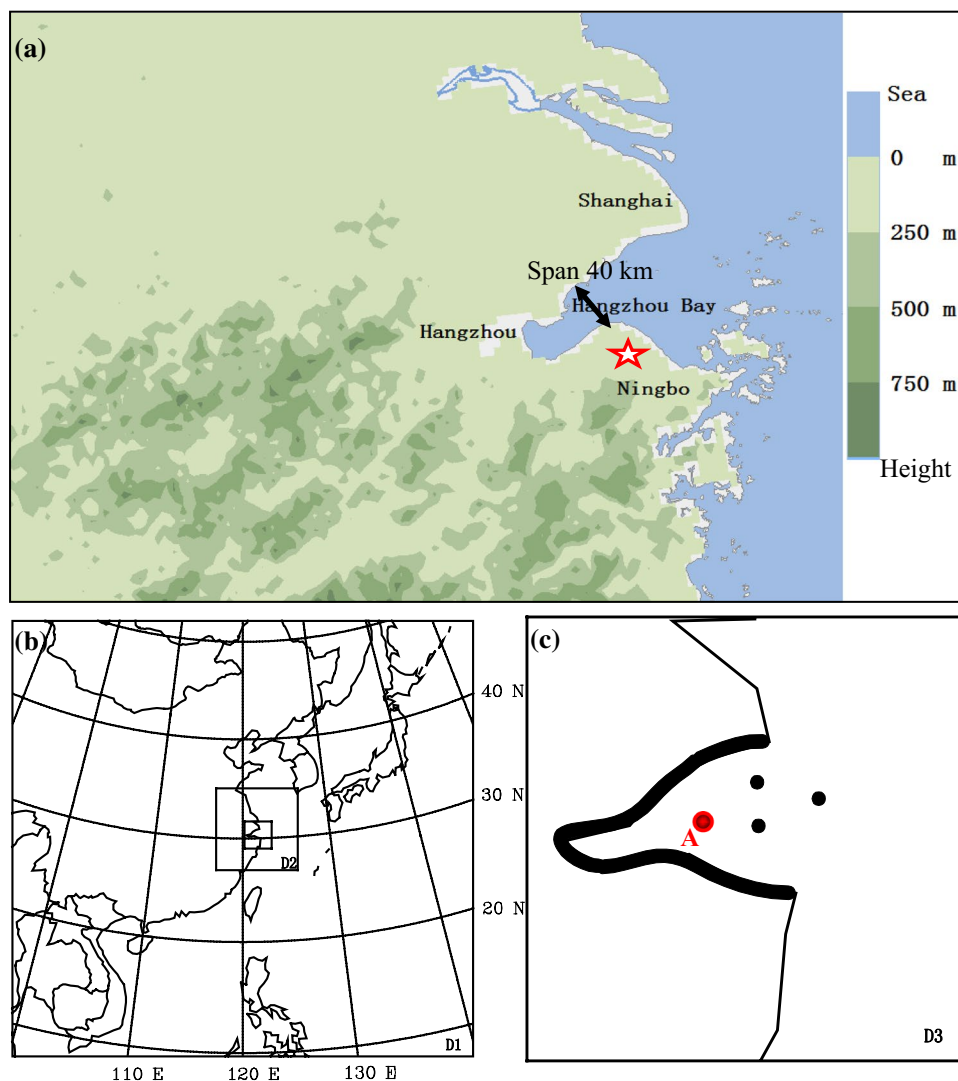 (a)
Sea
0 m
Shanghai
250 m
Span 40 km
Hangzhou Bay
500 m
Hangzhou
Ningbo
750 m
Height
(b)
40 N
30 N
D2
20 N
D1
110 E 120 E 130 E
(c)
A
D3